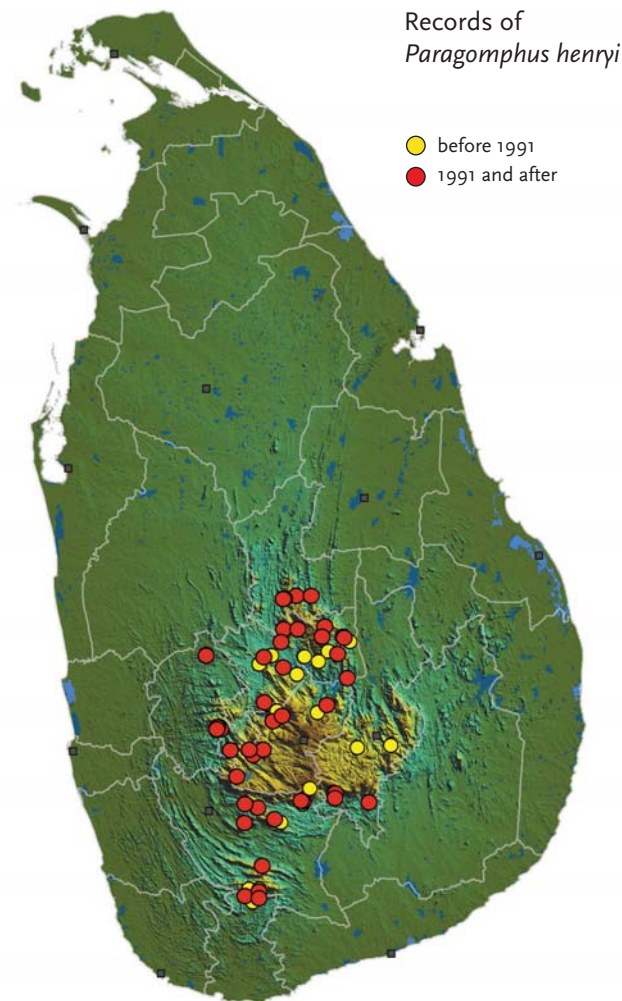 Records of
Paragomphus henryi
before 1991
1991 and after